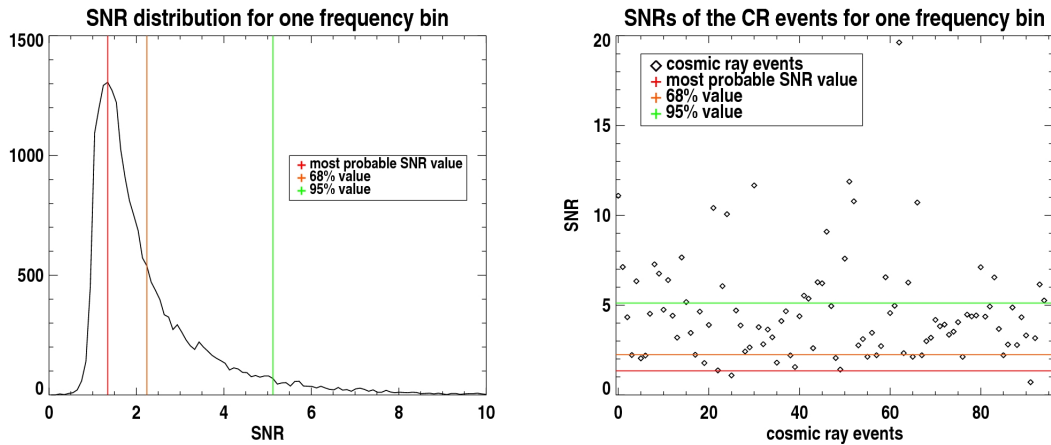 SNR distribution for one frequency bin
1500
1000
500
0
0 2 4 6 8 10
SNR
most probable SNR value
68% value
95% value
SNRs of the CR events for one frequency bin
20
15
10
5
0
SNR
0 20 40 60 80
cosmic ray events
cosmic ray events
most probable SNR value
68% value
95% value